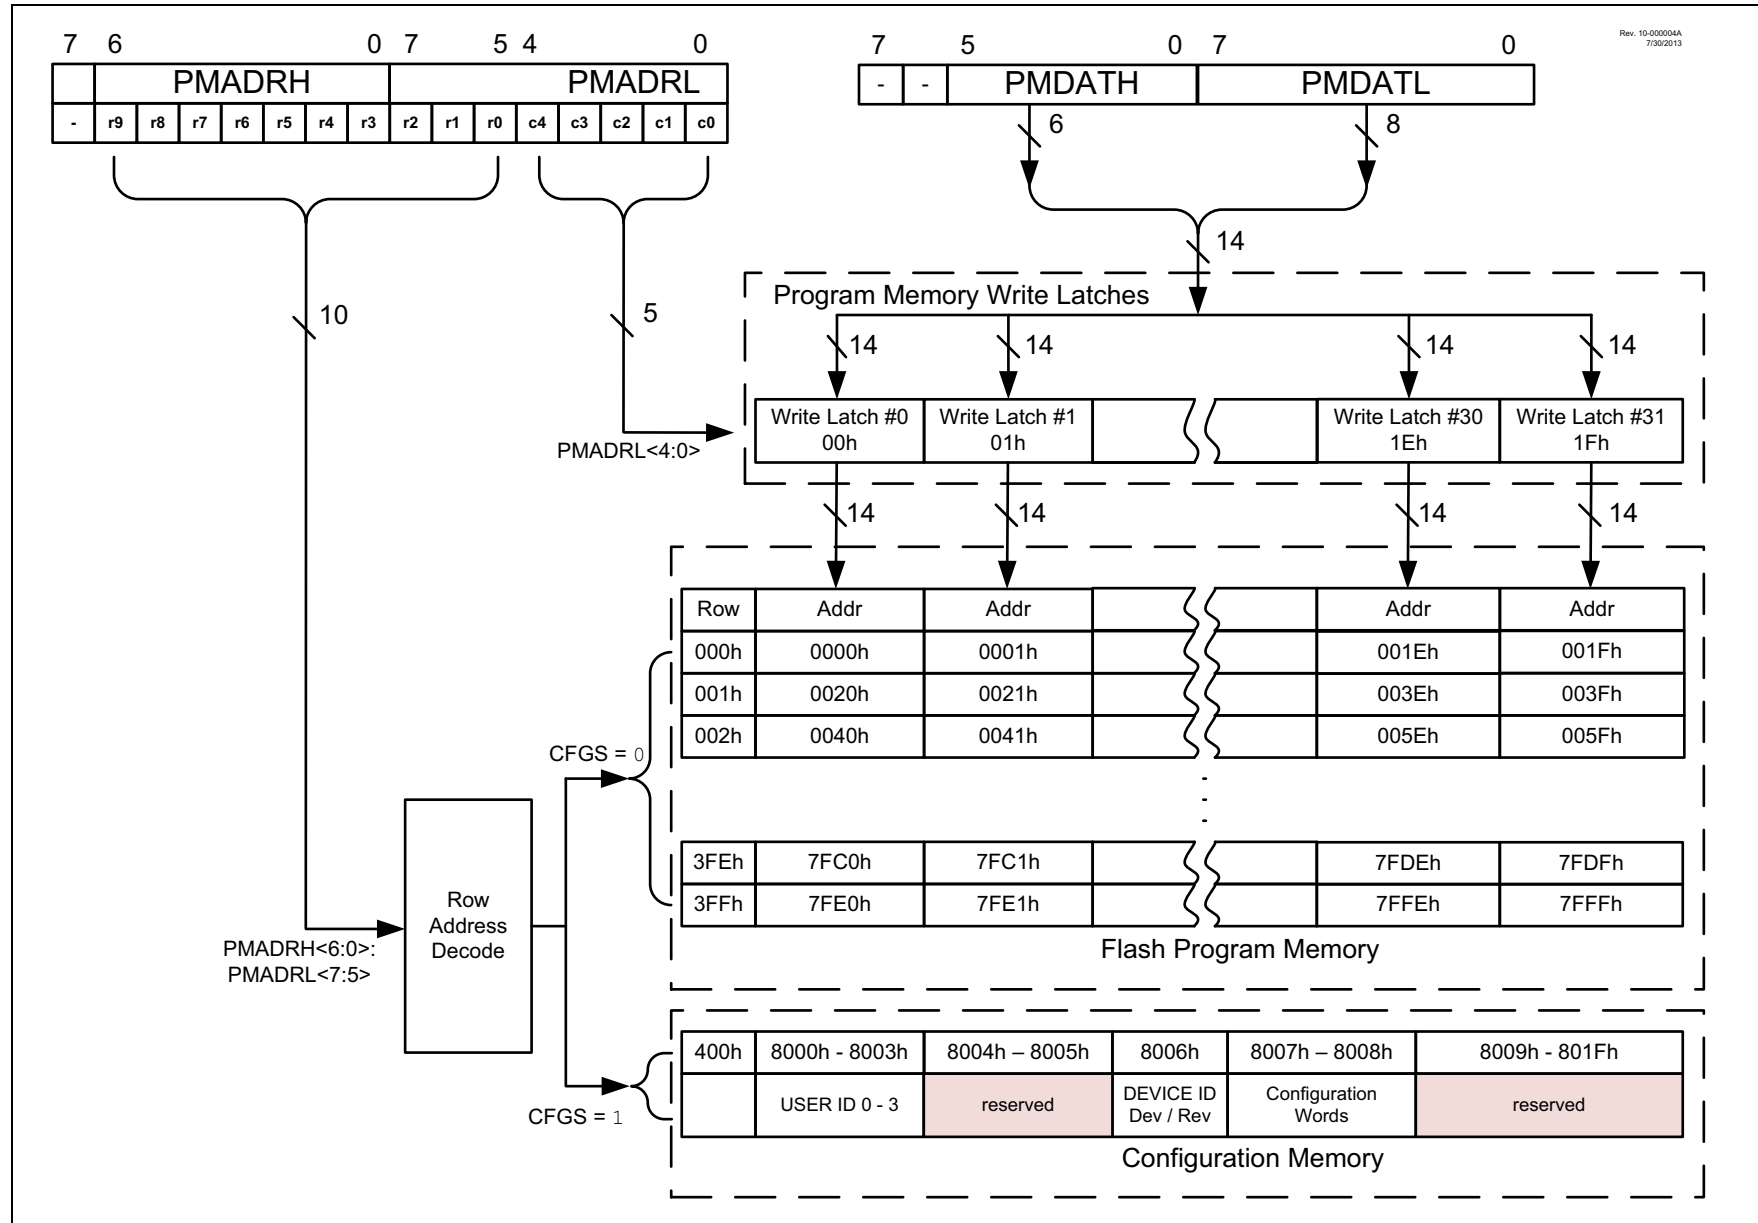 Rev. 10-000004A
7/30/2013
7 6 0 7 5 4 0
7 5 0 7 0
PMADRH PMADRL
- r9 r8 r7 r6 r5 r4 r3 r2 r1 r0 c4 c3 c2 c1 c0
- - PMDATH PMDATL
6 8
14
10 5
Program Memory Write Latches
14 14 14 14
PMADRL<4:0>
Write Latch #0 Write Latch #1 Write Latch #30 Write Latch #31
00h 01h 1Eh 1Fh
14 14 14 14
Row Addr Addr Addr Addr
000h 0000h 0001h 001Eh 001Fh
001h 0020h 0021h 003Eh 003Fh
002h 0040h 0041h 005Eh 005Fh
CFGS = 0
3FEh 7FC0h 7FC1h 7FDEh 7FDFh
3FFh 7FE0h 7FE1h 7FFEh 7FFFh
Flash Program Memory
Row
Address
Decode
PMADRH<6:0>:
PMADRL<7:5>
400h 8000h - 8003h 8004h – 8005h 8006h 8007h – 8008h 8009h - 801Fh
USER ID 0 - 3 reserved DEVICE ID Configuration reserved
Dev / Rev Words
CFGS = 1
Configuration Memory